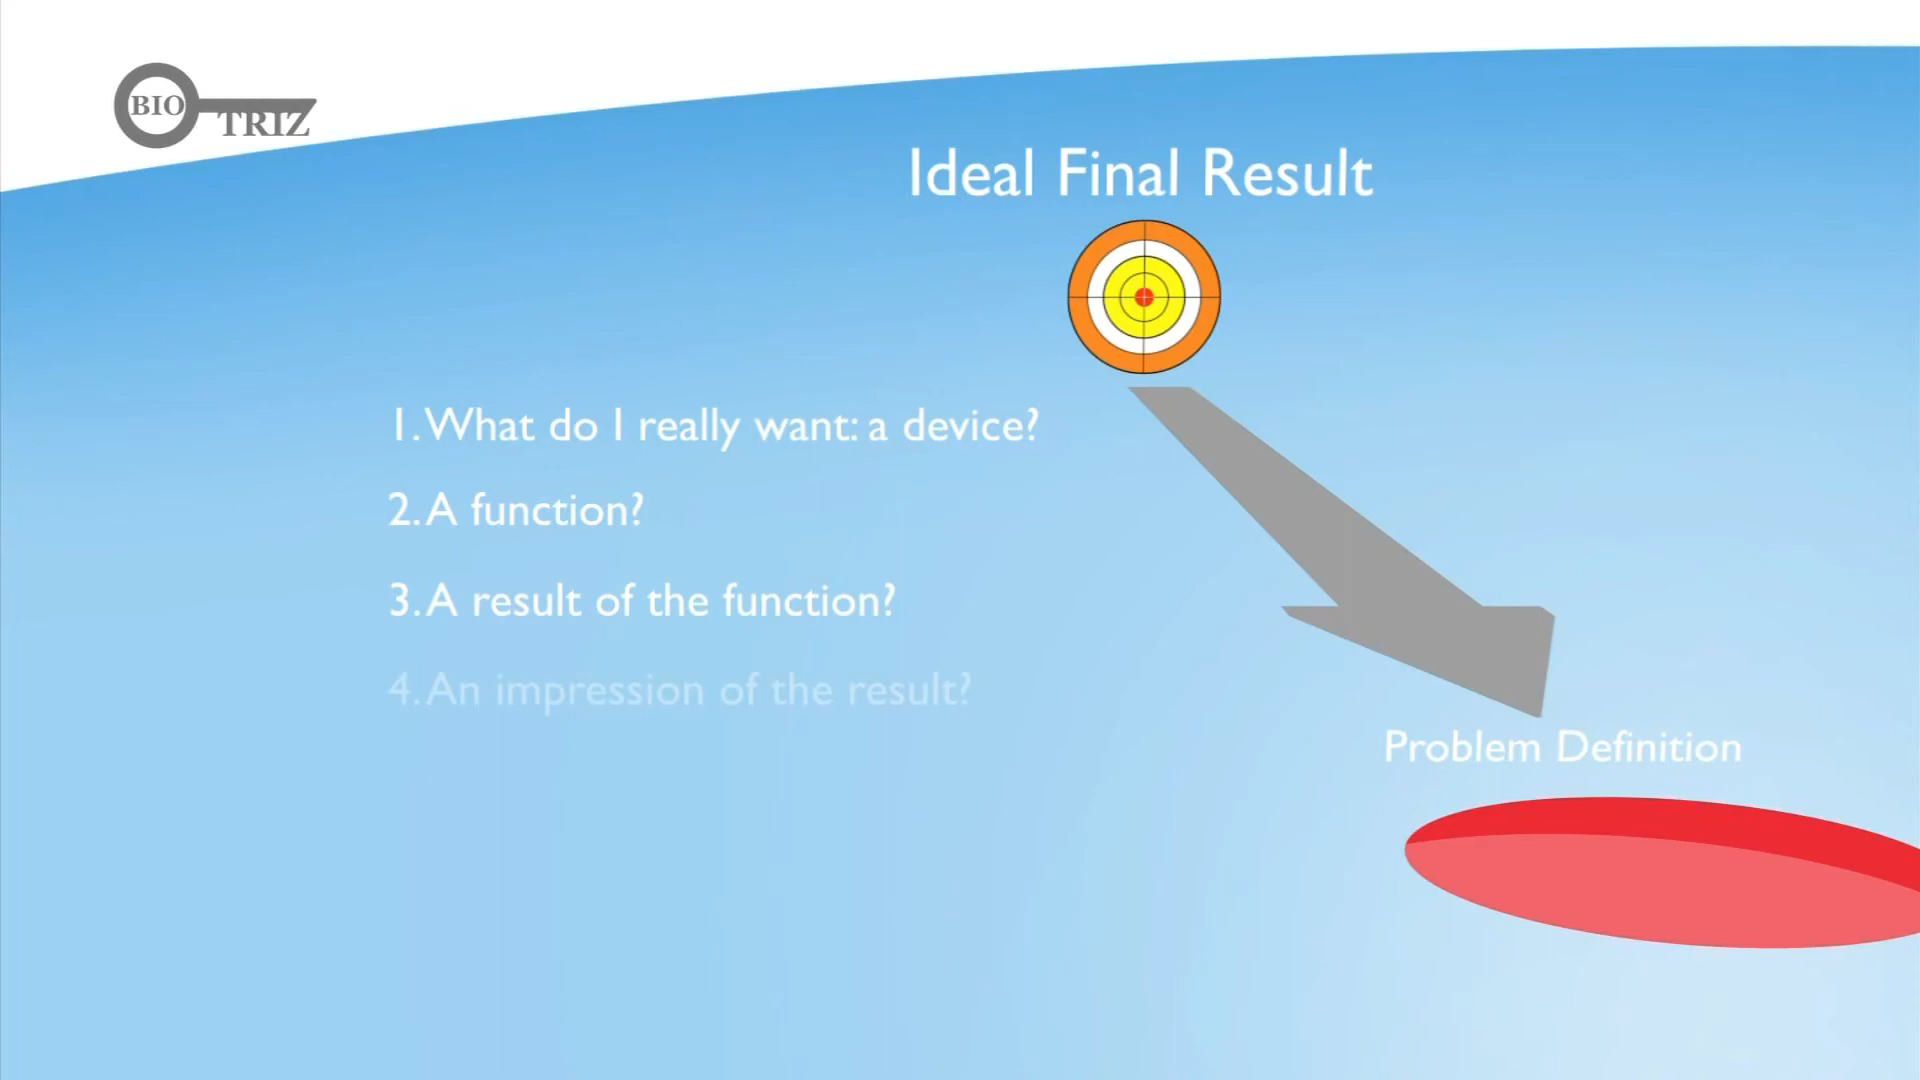 BIO
TRIZ
Ideal Final Result
1. What do I really want: a device?
2. A function?
3. A result of the function?
4. An impression of the result?
Problem Definition